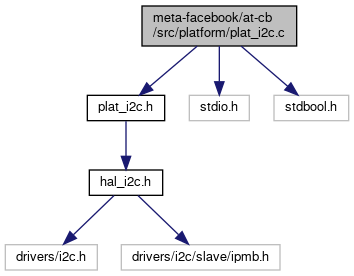 meta-facebook/at-cb
/src/platform/plat_i2c.c
plat_i2c.h
stdio.h
stdbool.h
hal_i2c.h
drivers/i2c.h
drivers/i2c/slave/ipmb.h